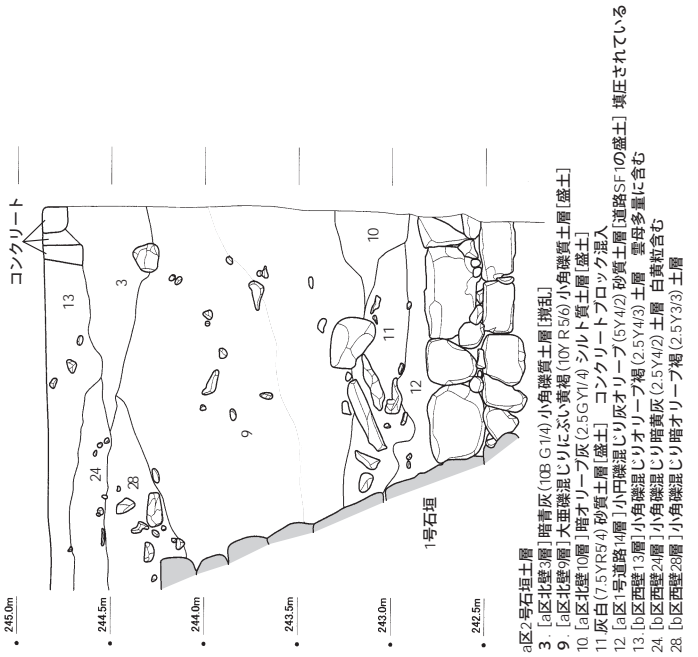 コンクリート
13
3
10
11
12
9
24
28
1号石垣
245.0m
244.5m
244.0m
243.5m
243.0m
242.5m
a区2号石垣土層
3. [a区北壁3層] 暗青灰(10B G 1/4) 小角礫質土層[撹乱]
9. [a区北壁9層] 大亜礫混じりにぶい黄褐(10Y R 5/6) 小角礫質土層[盛土]
10. [a区北壁10層] 暗オリーブ灰(2.5G Y1/4) シルト質土層[盛土]
11.灰白(7.5YR5/4) 砂質土層[盛土] コンクリートブロック混入
12. [a区1号道路14層] 小円礫混じり灰オリーブ(5Y 4/2) 砂質土層[道路SF1の盛土] 填圧されている
13. [b区西壁13層] 小角礫混じりオリーブ褐(2.5Y4/3) 土層 雲母多量に含む
24. [b区西壁24層] 小角礫混じり暗黄灰(2.5Y4/2) 土層 白黄粒含む
28. [b区西壁28層] 小角礫混じり暗オリーブ褐(2.5Y3/3) 土層